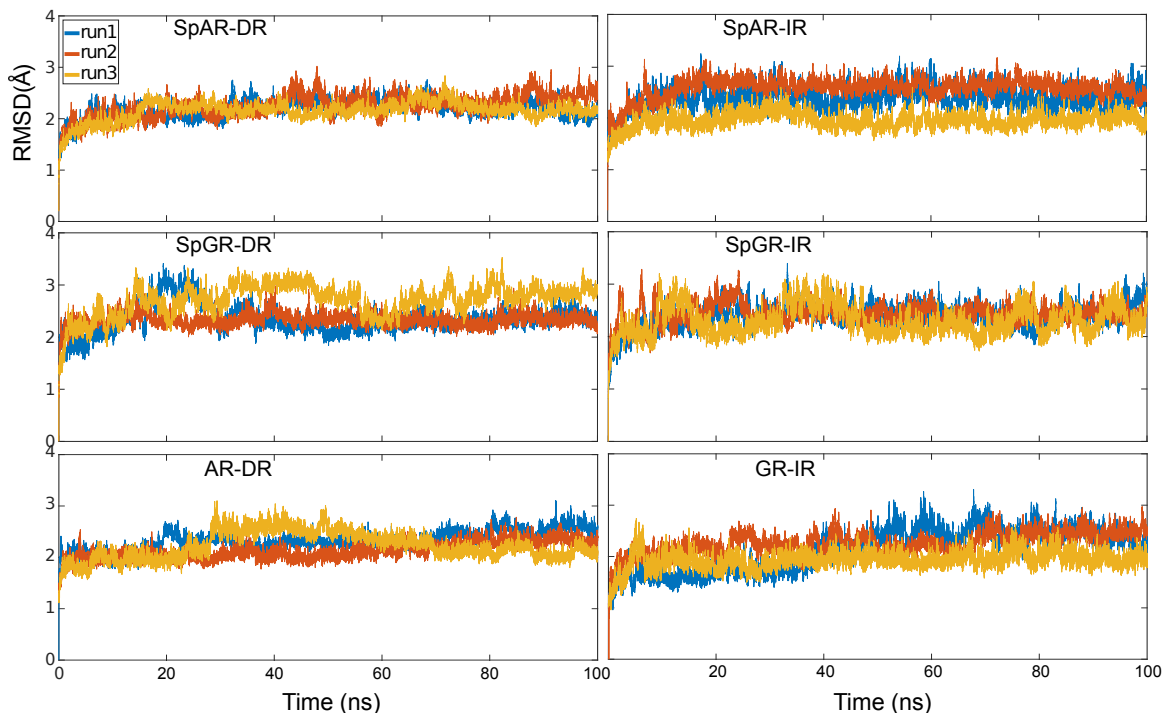 SpAR-DR
SpAR-IR
run1
run2
run3
4
3
2
1
0
RMSD(Å)
SpGR-DR
SpGR-IR
4
3
2
1
0
AR-DR
GR-IR
4
3
2
1
0
0 20 40 60 80 100
20 40 60 80 100
Time (ns)
Time (ns)